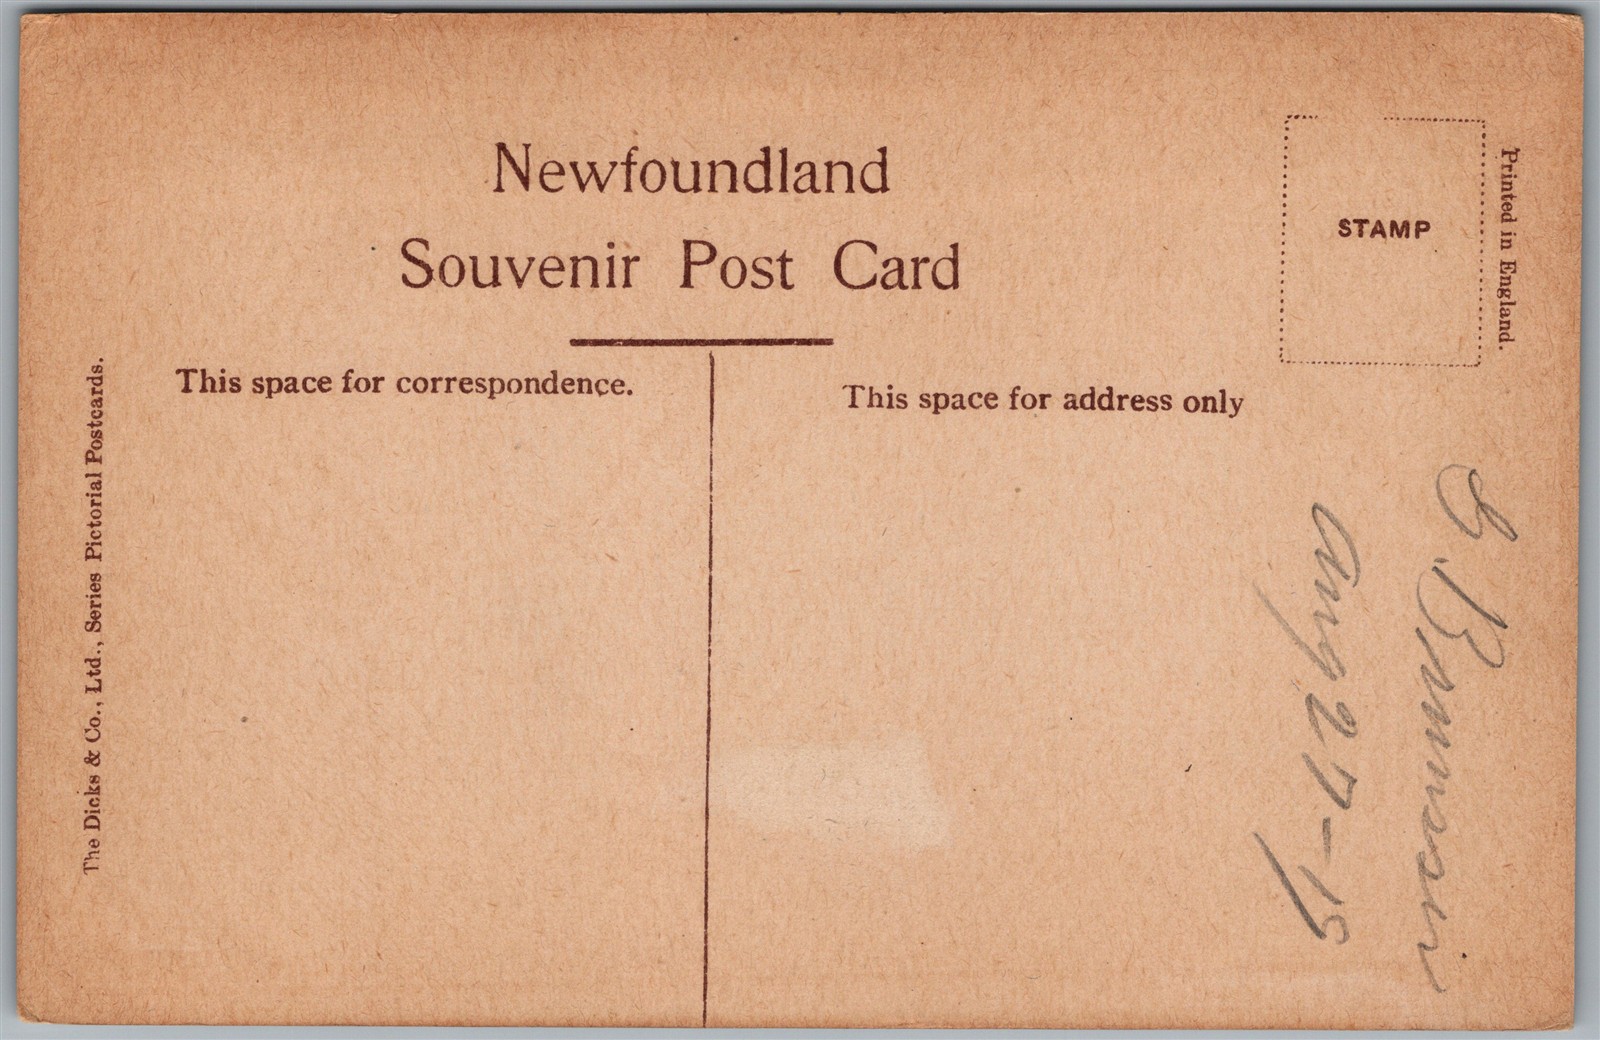 Newfoundland
Souvenir Post Card
STAMP
Printed in England.
This space for correspondence.
This space for address only
The Dicks & Co., Ltd., Series Pictorial Postcards.
Aug 27-19